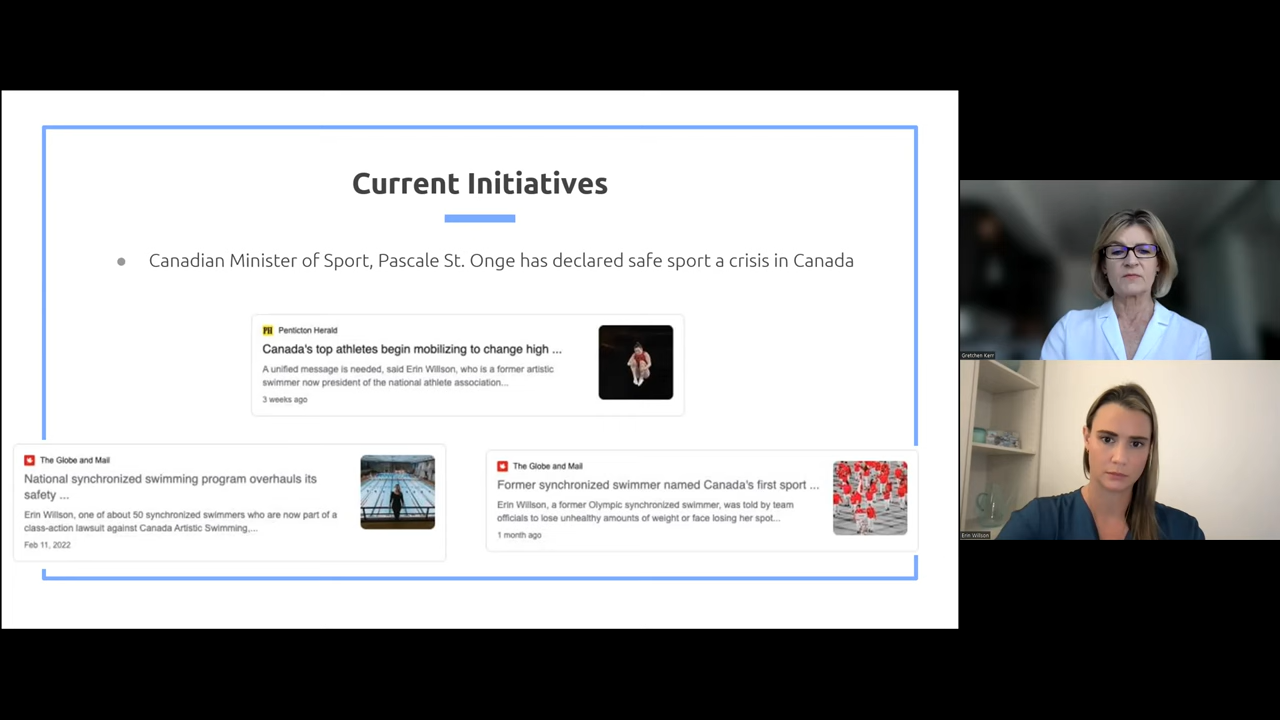 Current Initiatives
● Canadian Minister of Sport, Pascale St. Onge has declared safe sport a crisis in Canada
PH Penticton Herald
Canada's top athletes begin mobilizing to change high ...
A unified message is needed, said Erin Willson, who is a former artistic
swimmer now president of the national athlete association...
3 weeks ago
The Globe and Mail
National synchronized swimming program overhauls its
safety ...
Erin Willson, one of about 50 synchronized swimmers who are now part of a
class-action lawsuit against Canada Artistic Swimming,...
Feb 11, 2022
The Globe and Mail
Former synchronized swimmer named Canada's first sport ...
Erin Willson, a former Olympic synchronized swimmer, was told by team
officials to lose unhealthy amounts of weight or face losing her spot...
1 month ago
Gretchen Kerr
Erin Willson